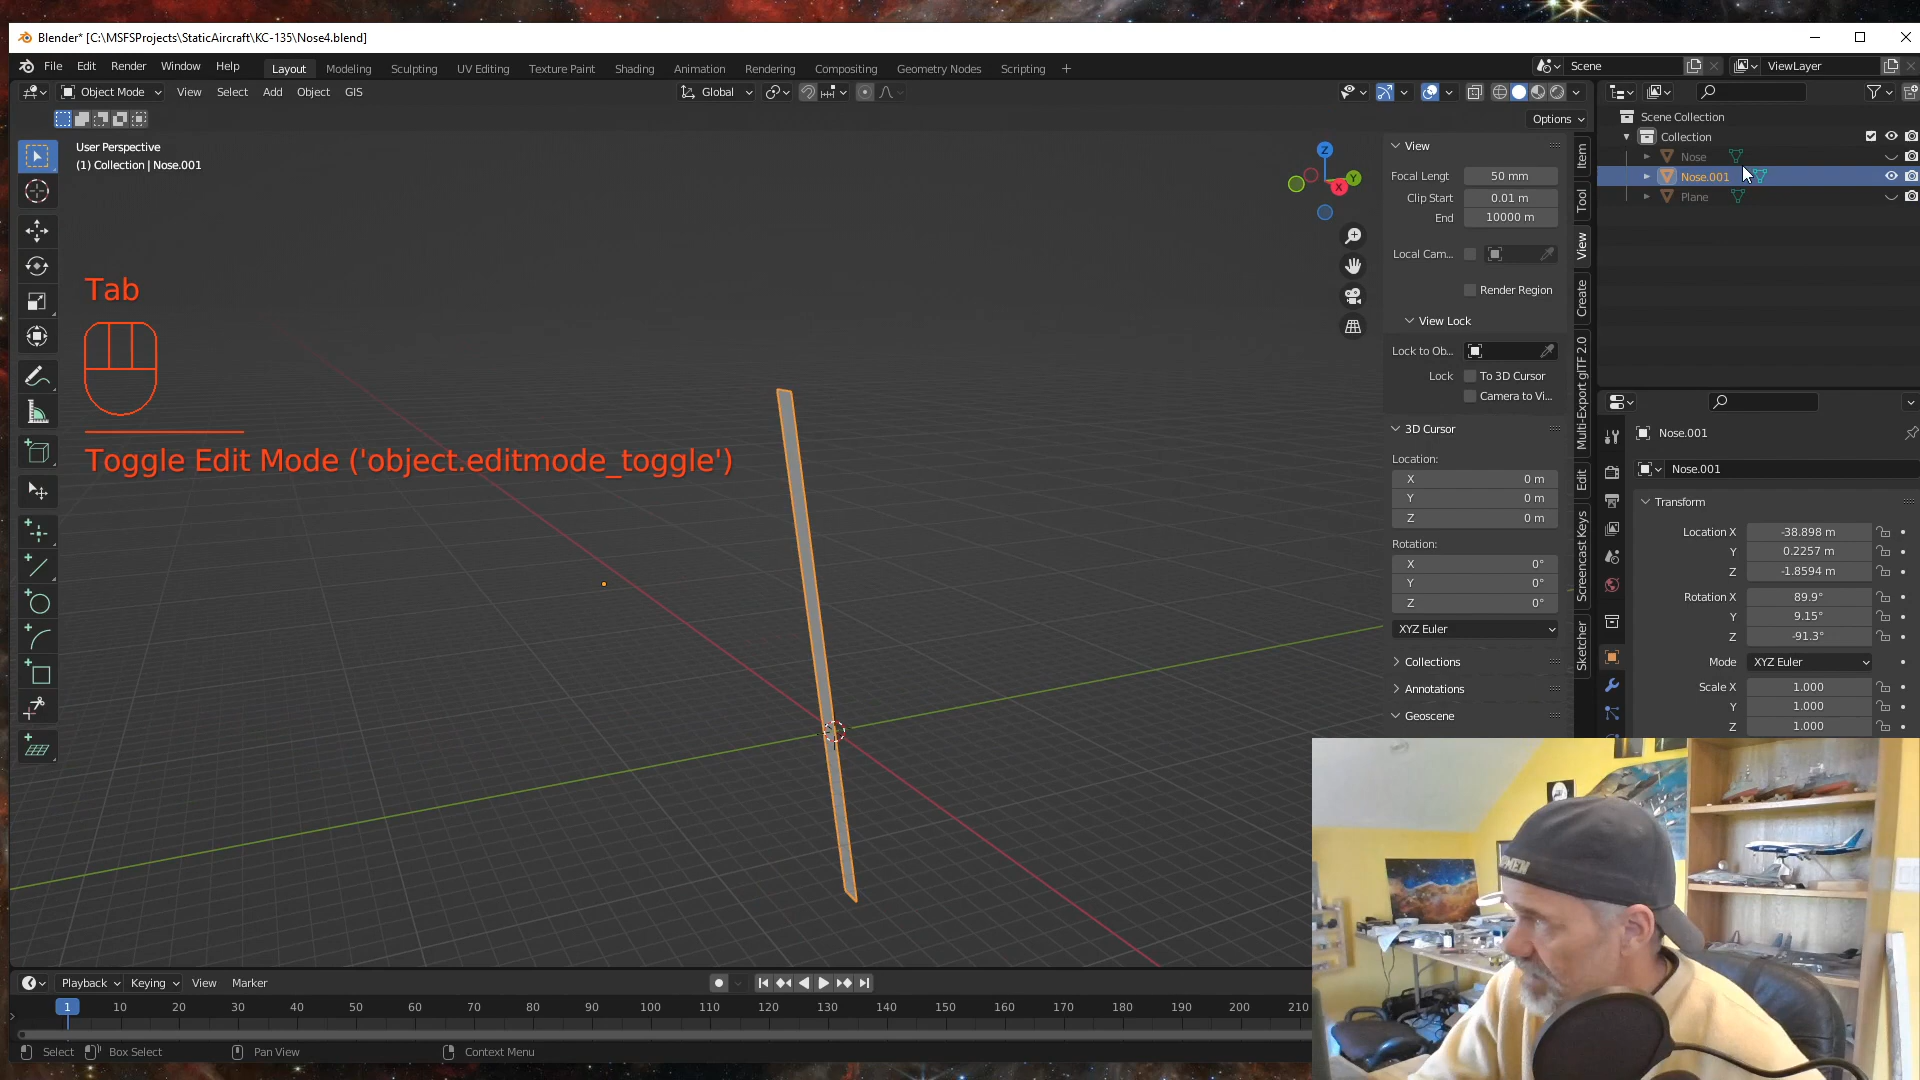 Blender* [C:\MSFSProjects\StaticAircraft\KC-135\Nose4.blend]
File Edit Render Window Help
Layout Modeling Sculpting UV Editing Texture Paint Shading Animation Rendering Compositing Geometry Nodes Scripting +
Scene
ViewLayer
Object Mode View Select Add Object GIS
Global
Options
User Perspective
(1) Collection | Nose.001
Tab
Toggle Edit Mode ('object.editmode_toggle')
Z
Y
X
View
Focal Lengt 50 mm
Clip Start 0.01 m
End 10000 m
Local Cam...
Render Region
View Lock
Lock to Ob...
Lock To 3D Cursor
Camera to Vi...
3D Cursor
Location:
X 0 m
Y 0 m
Z 0 m
Rotation:
X 0°
Y 0°
Z 0°
XYZ Euler
Collections
Annotations
Geoscene
Item
Tool
View
Create
Multi-Export glTF 2.0
Edit
Screencast Keys
Sketcher
Scene Collection
Collection
Nose
Nose.001
Plane
Nose.001
Nose.001
Transform
Location X -38.898 m
Y 0.2257 m
Z -1.8594 m
Rotation X 89.9°
Y 9.15°
Z -91.3°
Mode XYZ Euler
Scale X 1.000
Y 1.000
Z 1.000
Playback Keying View Marker
1 10 20 30 40 50 60 70 80 90 100 110 120 130 140 150 160 170 180 190 200 210
Select Box Select Pan View Context Menu